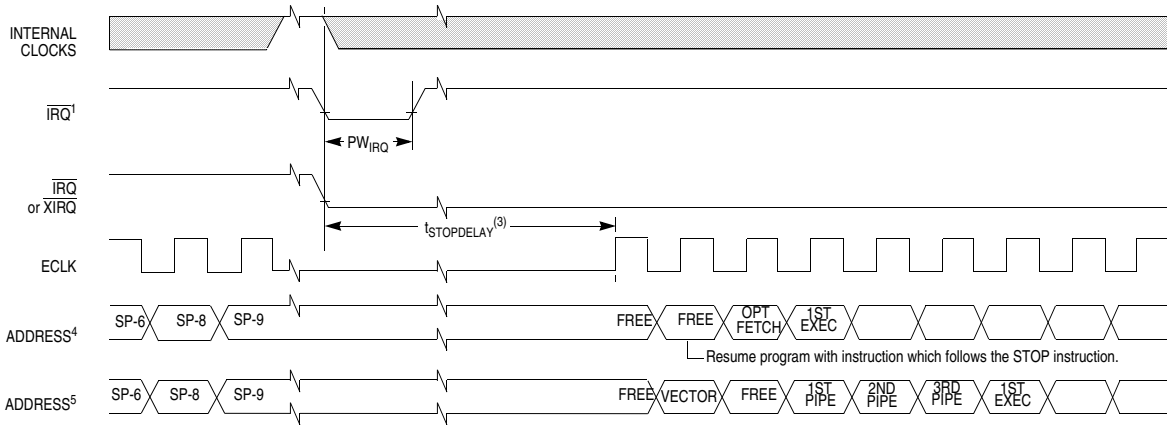 INTERNAL
CLOCKS
IRQ1
PWIRQ
IRQ
or XIRQ
tSTOPDELAY(3)
ECLK
ADDRESS4
SP-6 SP-8 SP-9 FREE FREE OPT FETCH 1ST EXEC
Resume program with instruction which follows the STOP instruction.
ADDRESS5
SP-6 SP-8 SP-9 FREE VECTOR FREE 1ST PIPE 2ND PIPE 3RD PIPE 1ST EXEC